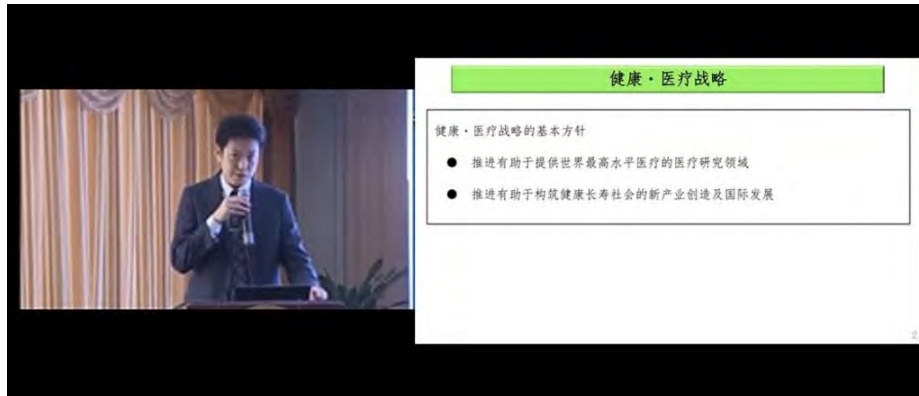 健康・医疗战略
健康・医疗战略的基本方针
● 推进有助于提供世界最高水平医疗的医疗研究领域
● 推进有助于构筑健康长寿社会的新产业创造及国际发展
2